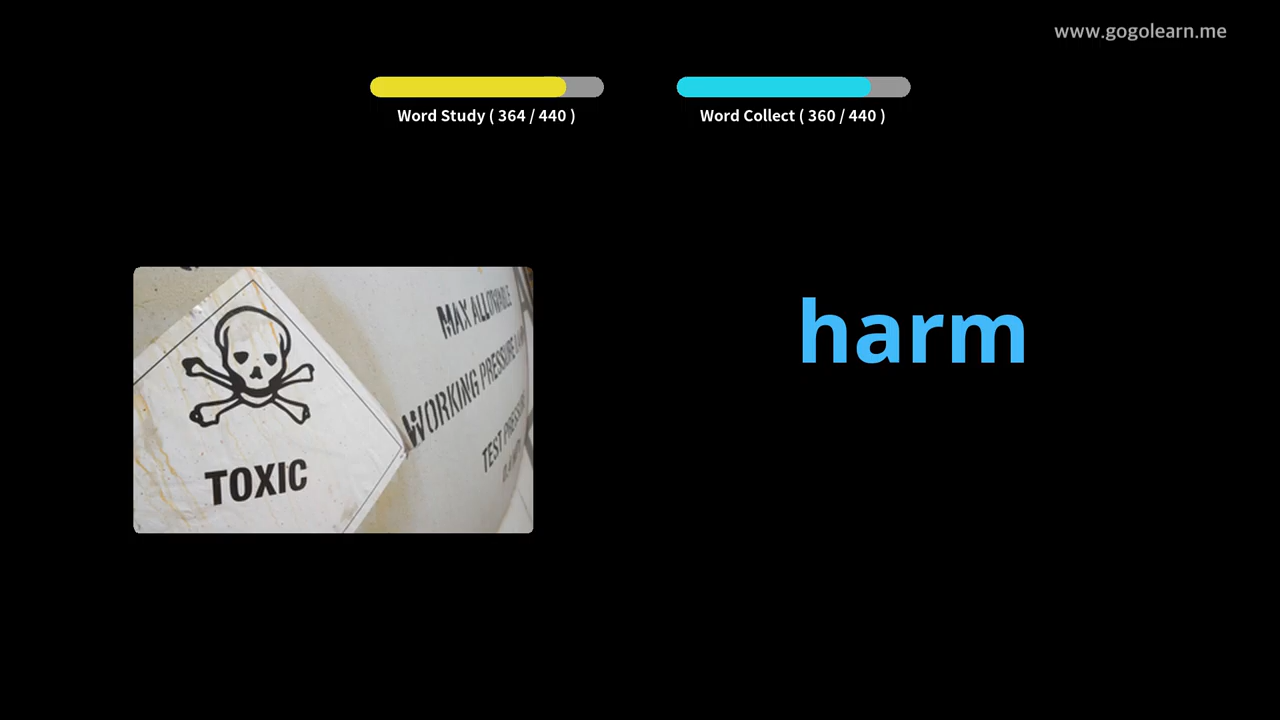 www.gogolearn.me
Word Study ( 364 / 440 )
Word Collect ( 360 / 440 )
harm
MAX ALLOWABLE
WORKING PRESSURE
TEST PRESSURE
TOXIC